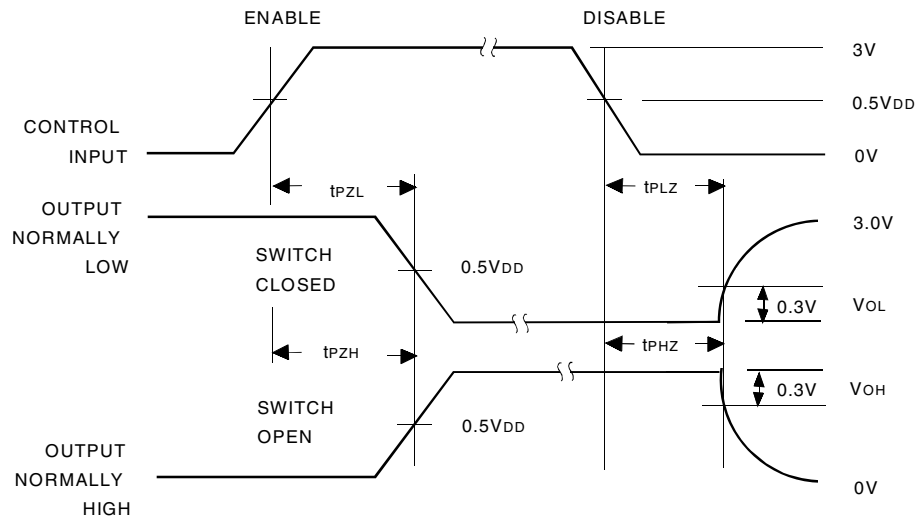 ENABLE
DISABLE
3V
0.5VDD
CONTROL
INPUT
0V
tPZL
tPLZ
OUTPUT
NORMALLY
LOW
3.0V
SWITCH
CLOSED
0.5VDD
0.3V
VOL
tPZH
tPHZ
0.3V
VOH
SWITCH
OPEN
0.5VDD
OUTPUT
NORMALLY
HIGH
0V